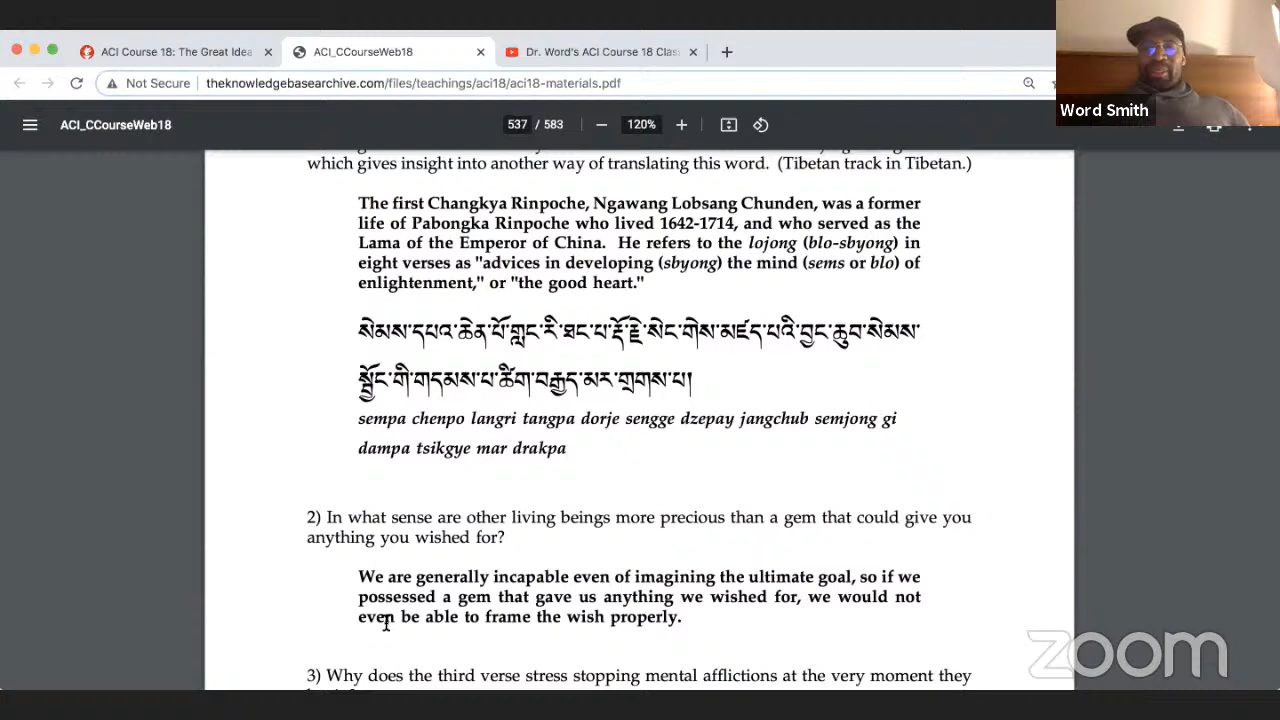 ACI Course 18: The Great Idea
ACI_CCourseWeb18
Dr. Word's ACI Course 18 Clas
Not Secure theknowledgebasearchive.com/files/teachings/aci18/aci18-materials.pdf
Word Smith
ACI_CCourseWeb18 537 / 583 120%
which gives insight into another way of translating this word. (Tibetan track in Tibetan.)
The first Changkya Rinpoche, Ngawang Lobsang Chunden, was a former
life of Pabongka Rinpoche who lived 1642-1714, and who served as the
Lama of the Emperor of China. He refers to the lojong (blo-sbyong) in
eight verses as "advices in developing (sbyong) the mind (sems or blo) of
enlightenment," or "the good heart."
སེམས་དཔའ་ཆེན་པོ་གླང་རི་ཐང་པ་རྡོ་རྗེ་སེང་གེས་མཛད་པའི་བྱང་ཆུབ་སེམས་
སྦྱོང་གི་གདམས་པ་ཚིག་བརྒྱད་མར་གྲགས་པ།
sempa chenpo langri tangpa dorje sengge dzepay jangchub semjong gi
dampa tsikgye mar drakpa
2) In what sense are other living beings more precious than a gem that could give you
anything you wished for?
We are generally incapable even of imagining the ultimate goal, so if we
possessed a gem that gave us anything we wished for, we would not
even be able to frame the wish properly.
3) Why does the third verse stress stopping mental afflictions at the very moment they
zoom